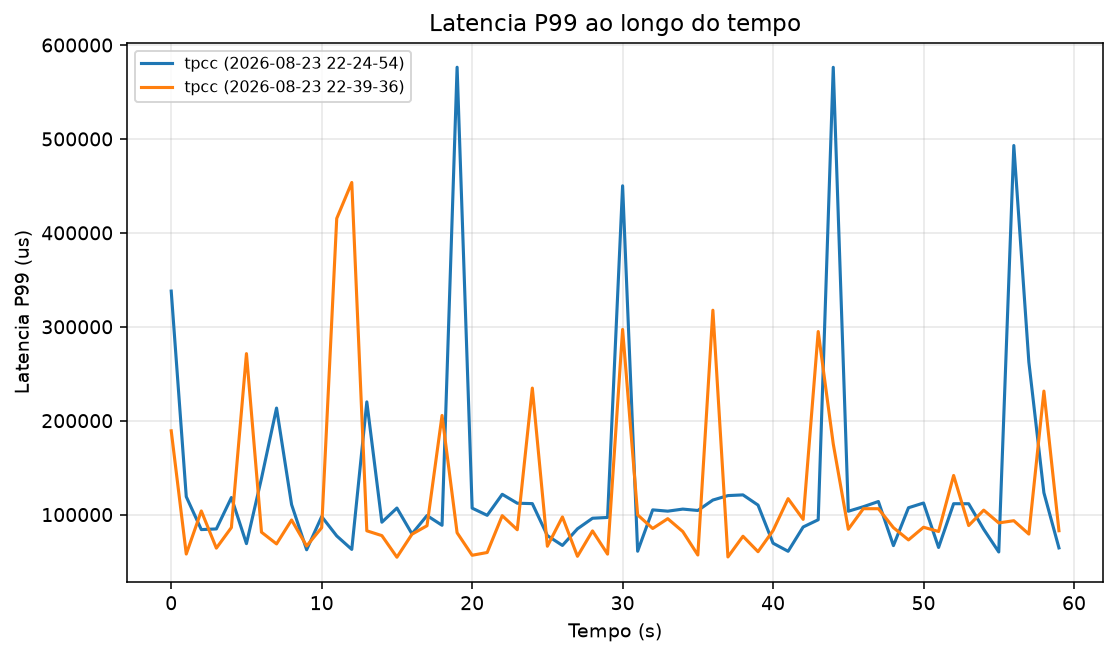 Latencia P99 ao longo do tempo
tpcc (2026-08-23 22-24-54)
tpcc (2026-08-23 22-39-36)
Latencia P99 (us)
600000
500000
400000
300000
200000
100000
0 10 20 30 40 50 60
Tempo (s)